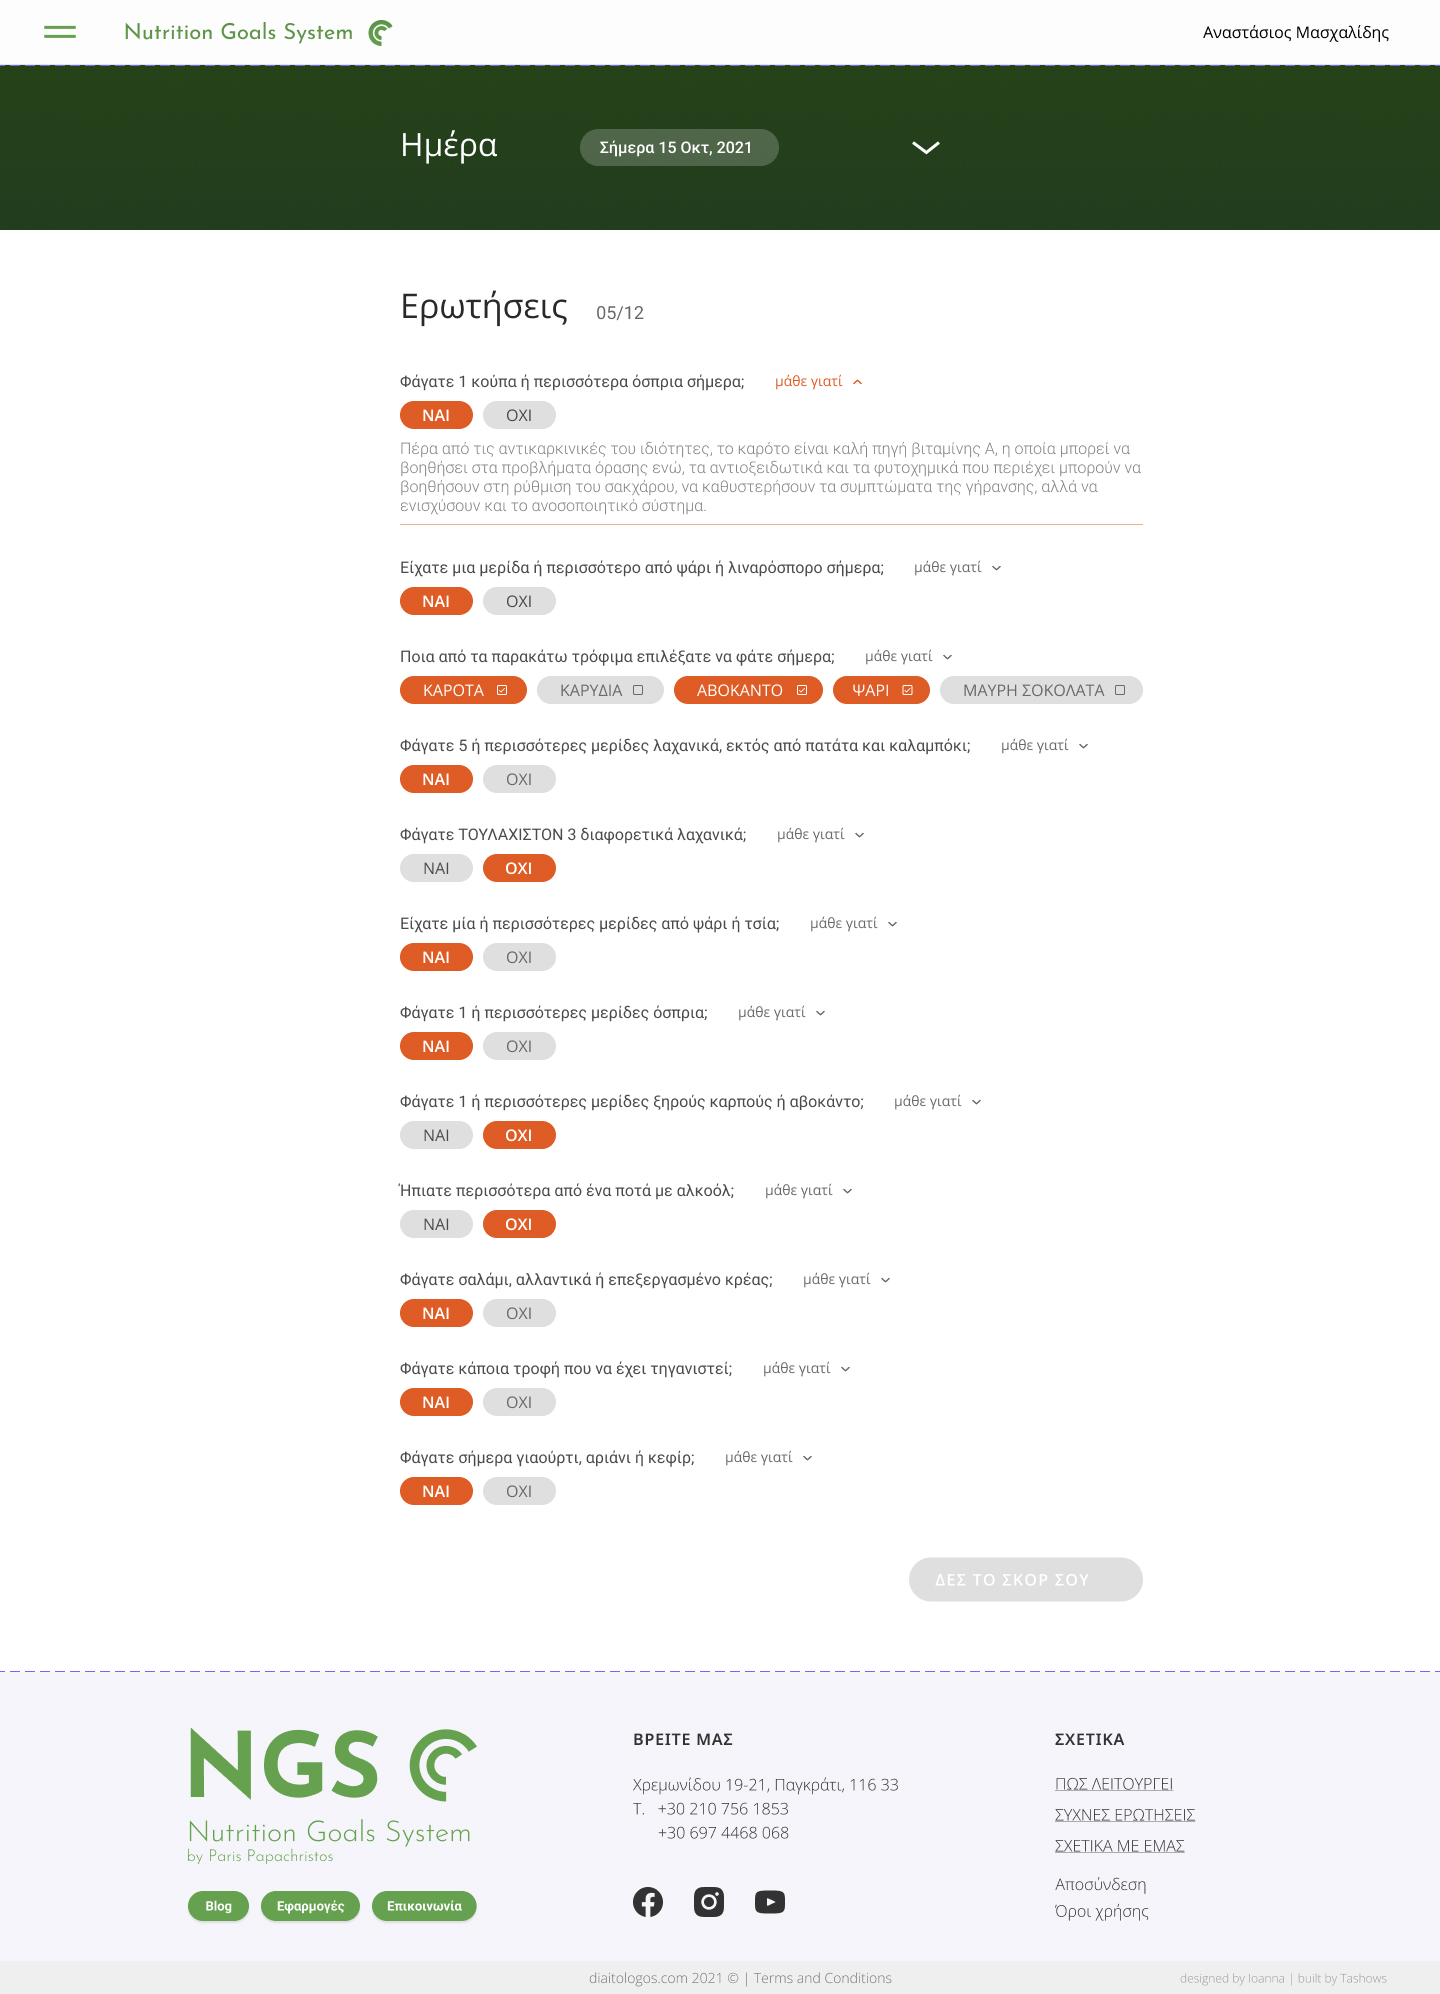 Nutrition Goals System
Αναστάσιος Μασχαλίδης
Ημέρα
Σήμερα 15 Οκτ, 2021
Ερωτήσεις 05/12
Φάγατε 1 κούπα ή περισσότερα όσπρια σήμερα; μάθε γιατί
ΝΑΙ ΟΧΙ
Πέρα από τις αντικαρκινικές του ιδιότητες, το καρότο είναι καλή πηγή βιταμίνης Α, η οποία μπορεί να
βοηθήσει στα προβλήματα όρασης ενώ, τα αντιοξειδωτικά και τα φυτοχημικά που περιέχει μπορούν να
βοηθήσουν στη ρύθμιση του σακχάρου, να καθυστερήσουν τα συμπτώματα της γήρανσης, αλλά να
ενισχύσουν και το ανοσοποιητικό σύστημα.
Είχατε μια μερίδα ή περισσότερο από ψάρι ή λιναρόσπορο σήμερα; μάθε γιατί
ΝΑΙ ΟΧΙ
Ποια από τα παρακάτω τρόφιμα επιλέξατε να φάτε σήμερα; μάθε γιατί
ΚΑΡΟΤΑ ΚΑΡΥΔΙΑ ΑΒΟΚΑΝΤΟ ΨΑΡΙ ΜΑΥΡΗ ΣΟΚΟΛΑΤΑ
Φάγατε 5 ή περισσότερες μερίδες λαχανικά, εκτός από πατάτα και καλαμπόκι; μάθε γιατί
ΝΑΙ ΟΧΙ
Φάγατε ΤΟΥΛΑΧΙΣΤΟΝ 3 διαφορετικά λαχανικά; μάθε γιατί
ΝΑΙ ΟΧΙ
Είχατε μία ή περισσότερες μερίδες από ψάρι ή τσία; μάθε γιατί
ΝΑΙ ΟΧΙ
Φάγατε 1 ή περισσότερες μερίδες όσπρια; μάθε γιατί
ΝΑΙ ΟΧΙ
Φάγατε 1 ή περισσότερες μερίδες ξηρούς καρπούς ή αβοκάντο; μάθε γιατί
ΝΑΙ ΟΧΙ
Ήπιατε περισσότερα από ένα ποτά με αλκοόλ; μάθε γιατί
ΝΑΙ ΟΧΙ
Φάγατε σαλάμι, αλλαντικά ή επεξεργασμένο κρέας; μάθε γιατί
ΝΑΙ ΟΧΙ
Φάγατε κάποια τροφή που να έχει τηγανιστεί; μάθε γιατί
ΝΑΙ ΟΧΙ
Φάγατε σήμερα γιαούρτι, αριάνι ή κεφίρ; μάθε γιατί
ΝΑΙ ΟΧΙ
ΔΕΣ ΤΟ ΣΚΟΡ ΣΟΥ
NGS
Nutrition Goals System
by Paris Papachristos
Blog Εφαρμογές Επικοινωνία
ΒΡΕΙΤΕ ΜΑΣ
Χρεμωνίδου 19-21, Παγκράτι, 116 33
Τ. +30 210 756 1853
+30 697 4468 068
ΣΧΕΤΙΚΑ
ΠΩΣ ΛΕΙΤΟΥΡΓΕΙ
ΣΥΧΝΕΣ ΕΡΩΤΗΣΕΙΣ
ΣΧΕΤΙΚΑ ΜΕ ΕΜΑΣ
Αποσύνδεση
Όροι χρήσης
diaitologos.com 2021 © | Terms and Conditions
designed by Ioanna | built by Tashows